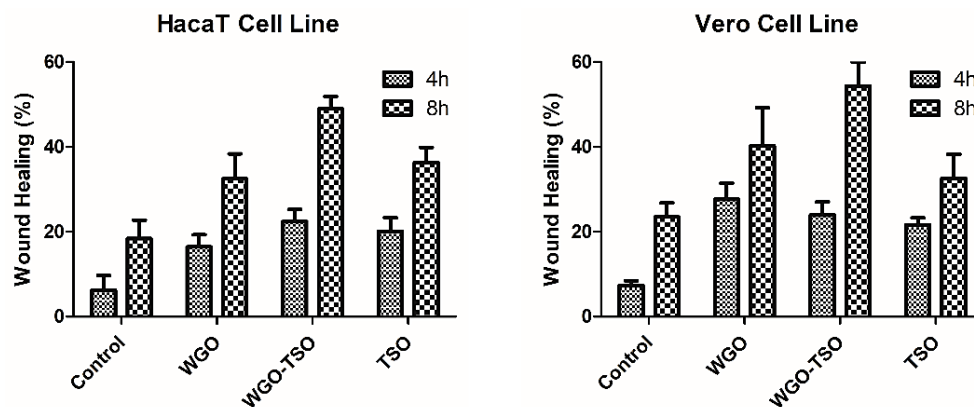 HacaT Cell Line
Wound Healing (%)
60
40
20
0
4h
8h
Control
WGO
WGO-TSO
TSO
Vero Cell Line
Wound Healing (%)
60
40
20
0
4h
8h
Control
WGO
WGO-TSO
TSO